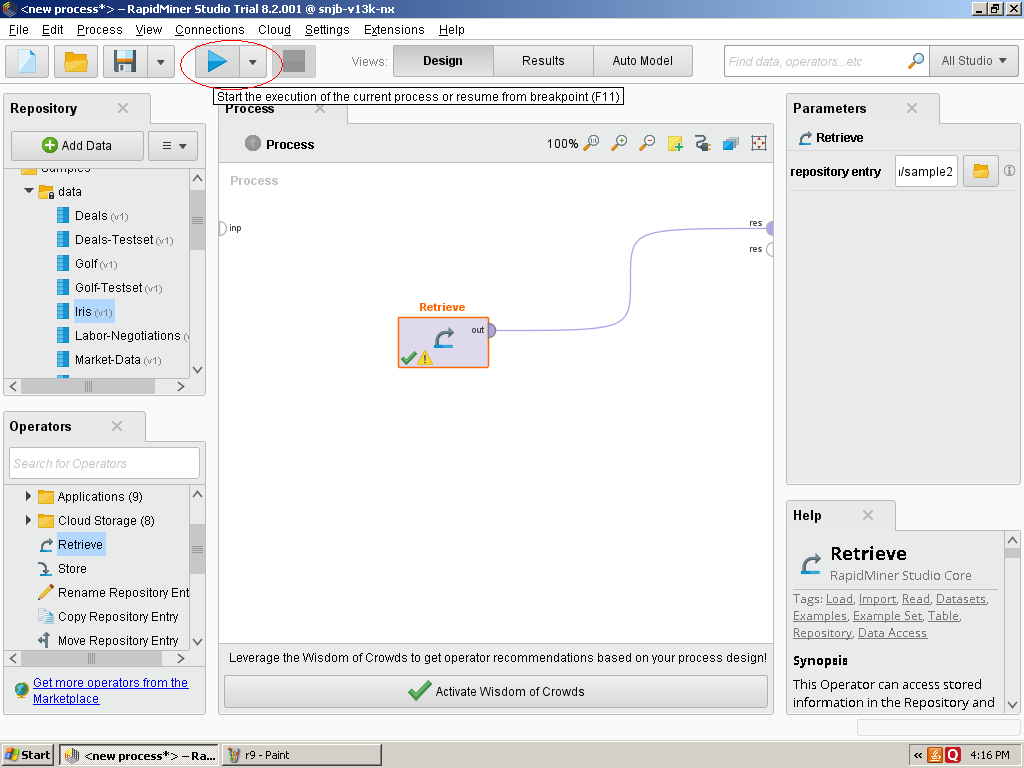 <new process*> – RapidMiner Studio Trial 8.2.001 @ snjb-v13k-nx
File Edit Process View Connections Cloud Settings Extensions Help
Views: Design Results Auto Model
Find data, operators...etc
All Studio
Start the execution of the current process or resume from breakpoint (F11)
Repository
Add Data
Samples
data
Deals (v1)
Deals-Testset (v1)
Golf (v1)
Golf-Testset (v1)
Iris (v1)
Labor-Negotiations (v
Market-Data (v1)
Operators
Search for Operators
Applications (9)
Cloud Storage (8)
Retrieve
Store
Rename Repository Ent
Copy Repository Entry
Move Repository Entry
Get more operators from the
Marketplace
Process
Process
100%
Process
inp
res
res
Retrieve
out
Leverage the Wisdom of Crowds to get operator recommendations based on your process design!
Activate Wisdom of Crowds
Parameters
Retrieve
repository entry
/sample2
Help
Retrieve
RapidMiner Studio Core
Tags: Load, Import, Read, Datasets,
Examples, Example Set, Table,
Repository, Data Access
Synopsis
This Operator can access stored
information in the Repository and
Start
<new process*> – Ra...
r9 - Paint
«
4:16 PM